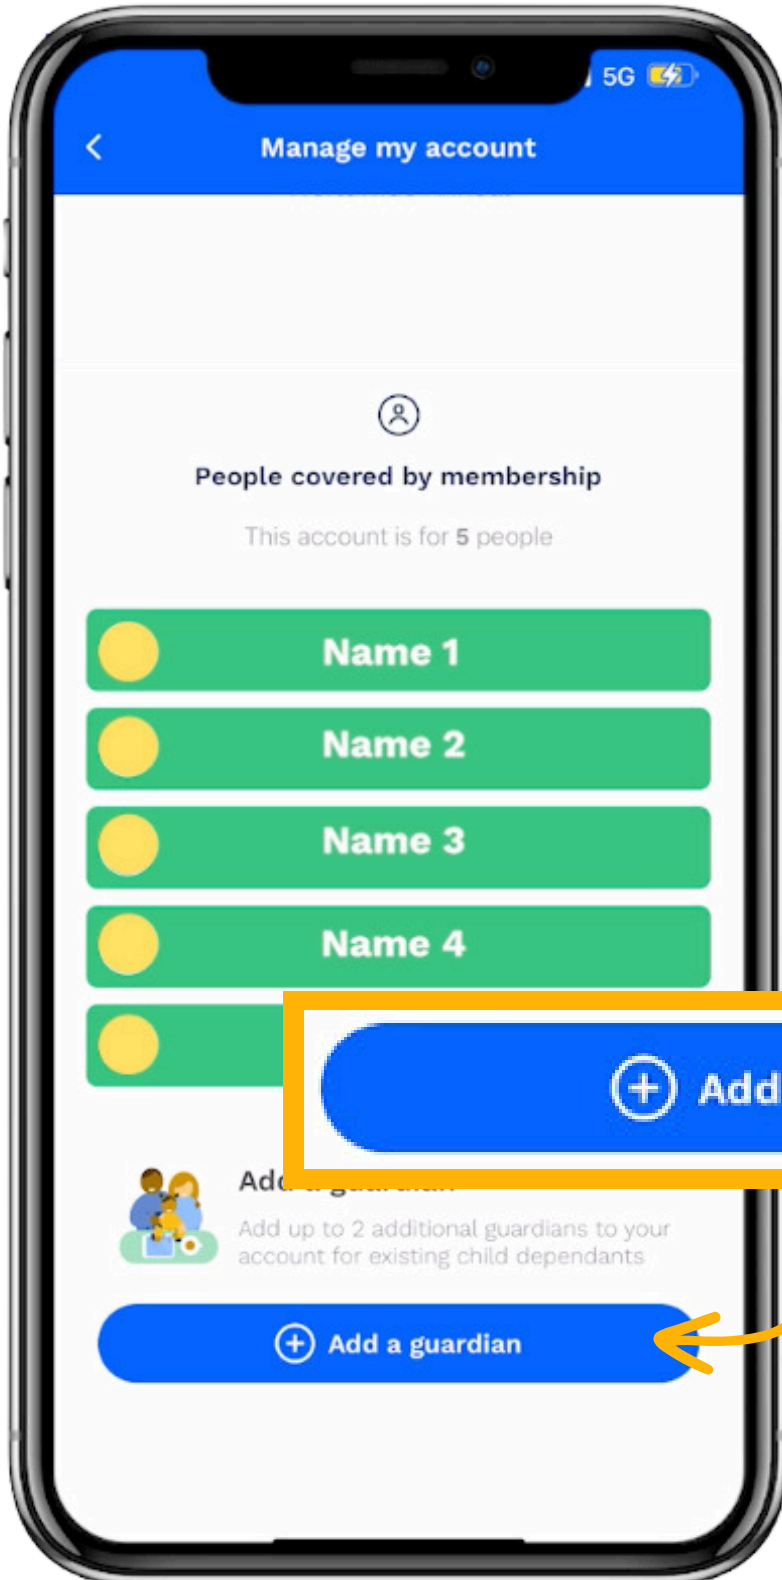 5G
Manage my account
People covered by membership
This account is for 5 people
Name 1
Name 2
Name 3
Name 4
Add
Add a guardian
Add up to 2 additional guardians to your
account for existing child dependants
Add a guardian